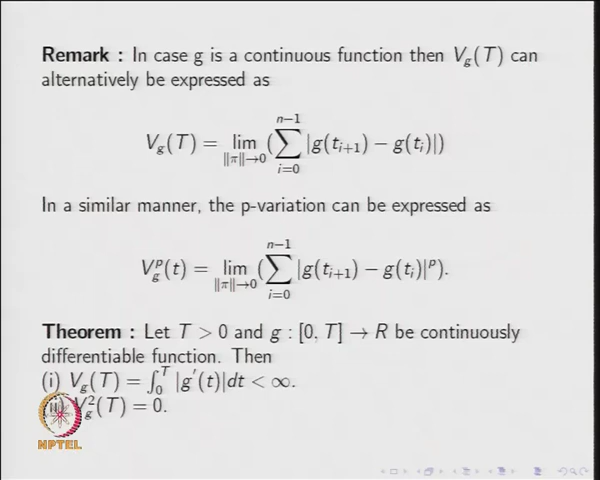 Remark : In case g is a continuous function then V_g(T) can
alternatively be expressed as
V_g(T) = lim_{‖π‖→0} (∑_{i=0}^{n−1} |g(t_{i+1}) − g(t_i)|)
In a similar manner, the p-variation can be expressed as
V_g^p(t) = lim_{‖π‖→0} (∑_{i=0}^{n−1} |g(t_{i+1}) − g(t_i)|^p).
Theorem : Let T > 0 and g : [0, T] → R be continuously
differentiable function. Then
(i) V_g(T) = ∫_0^T |g′(t)|dt < ∞.
V_g^2(T) = 0.
NPTEL